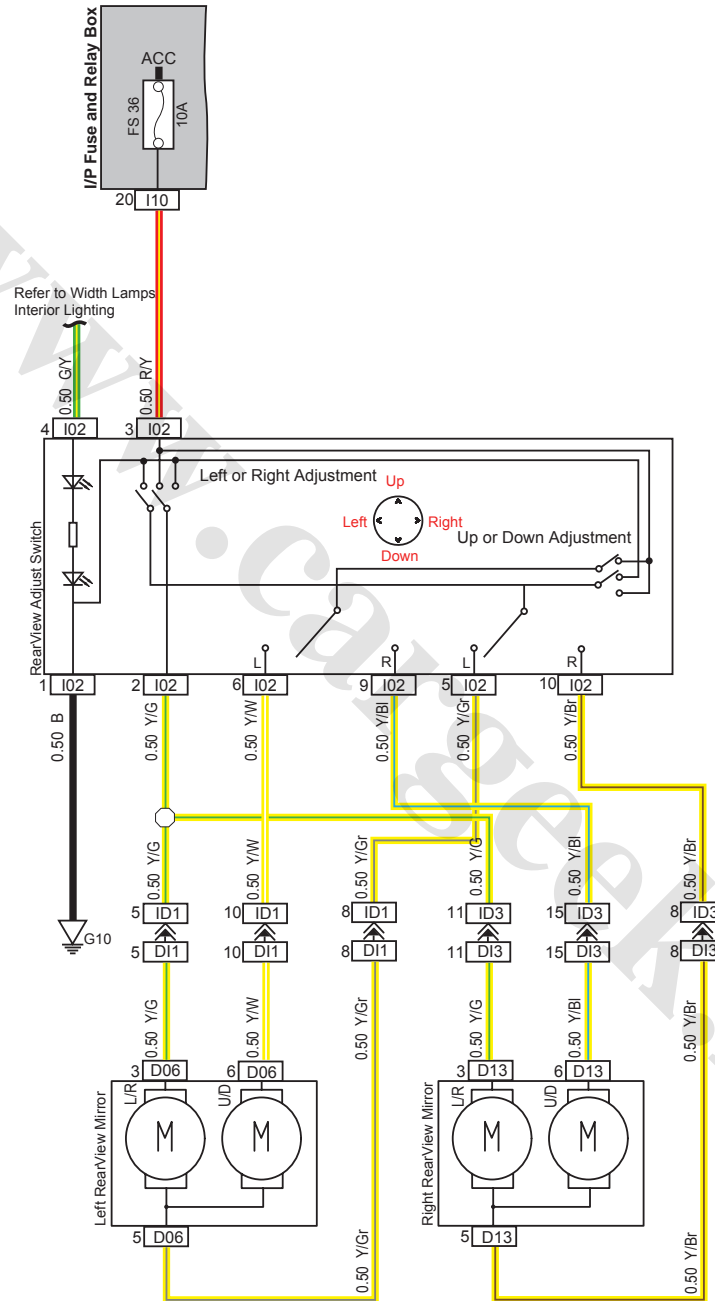 I/P Fuse and Relay Box
ACC
FS 36
10A
20 I10
Refer to Width Lamps
Interior Lighting
0.50 G/Y
0.50 R/Y
4 I02
3 I02
RearView Adjust Switch
Left or Right Adjustment
Up
Left
Right
Down
Up or Down Adjustment
L
R
L
R
1 I02
2 I02
6 I02
9 I02
5 I02
10 I02
0.50 B
0.50 Y/G
0.50 Y/W
0.50 Y/Bl
0.50 Y/Gr
0.50 Y/Br
0.50 Y/G
0.50 Y/W
0.50 Y/Gr
0.50 Y/G
0.50 Y/Bl
0.50 Y/Br
5 ID1
10 ID1
8 ID1
11 ID3
15 ID3
8 ID3
G10
5 DI1
10 DI1
8 DI1
11 DI3
15 DI3
8 DI3
0.50 Y/G
0.50 Y/W
0.50 Y/Gr
0.50 Y/G
0.50 Y/Bl
0.50 Y/Br
3 D06
6 D06
3 D13
6 D13
Left RearView Mirror
L/R
U/D
M
M
Right RearView Mirror
L/R
U/D
M
M
5 D06
5 D13
0.50 Y/Gr
0.50 Y/Br
www.cargeek.